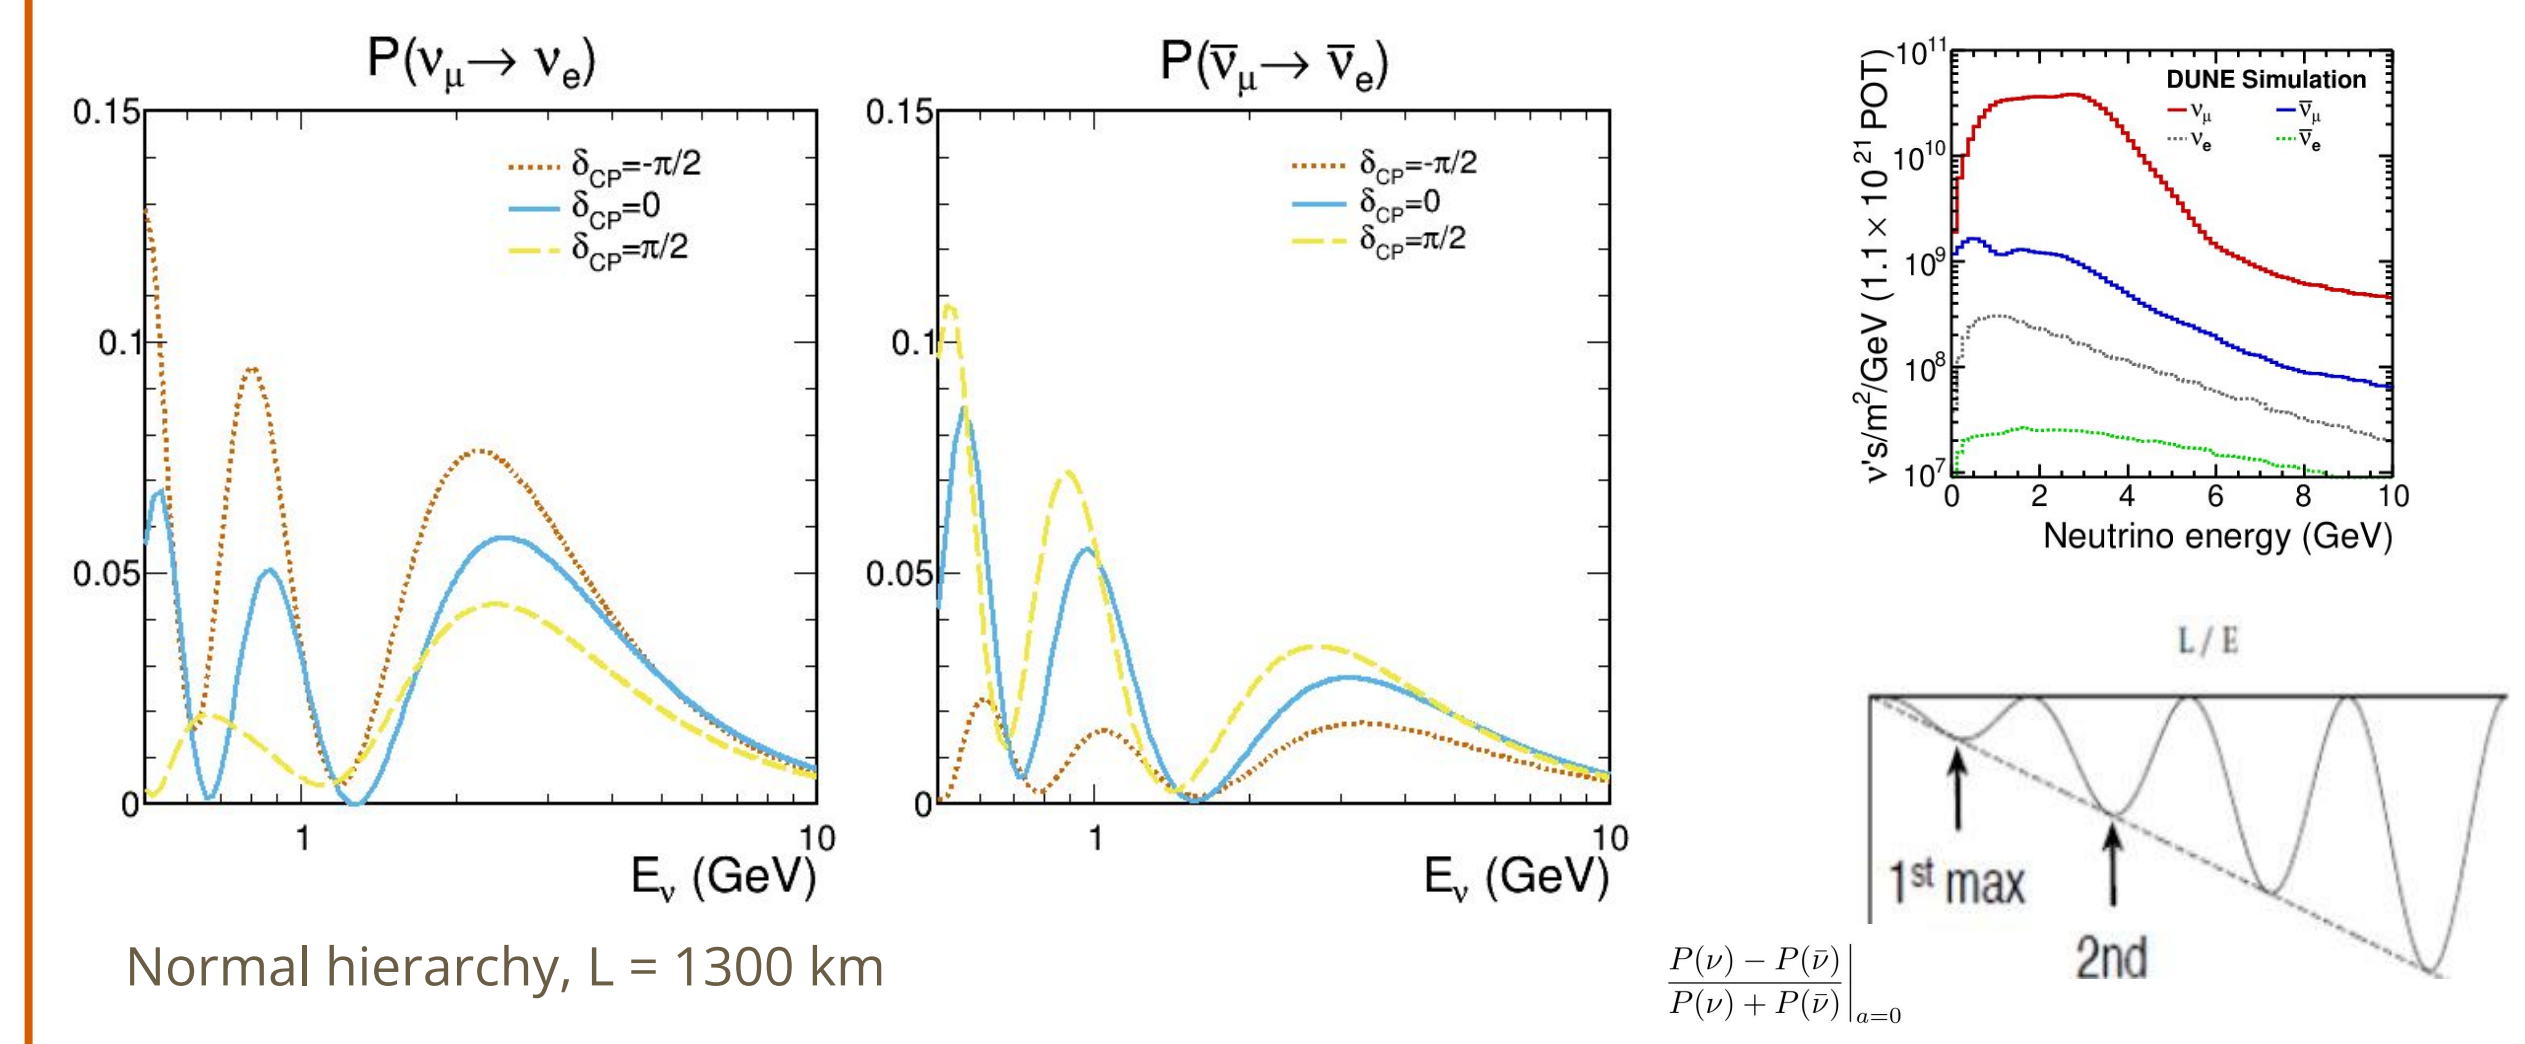 P(νμ→ νe)
0.15
0.1
0.05
0
δCP=-π/2
δCP=0
δCP=π/2
1
10
Eν (GeV)
P(ν̄μ→ ν̄e)
0.15
0.1
0.05
0
δCP=-π/2
δCP=0
δCP=π/2
1
10
Eν (GeV)
Normal hierarchy, L = 1300 km
ν's/m²/GeV (1.1 × 10²¹ POT)
10¹¹
10¹⁰
10⁹
10⁸
10⁷
DUNE Simulation
νμ ν̄μ
νe ν̄e
0 2 4 6 8 10
Neutrino energy (GeV)
L / E
1st max
2nd
P(ν) − P(ν̄)
P(ν) + P(ν̄)
a=0